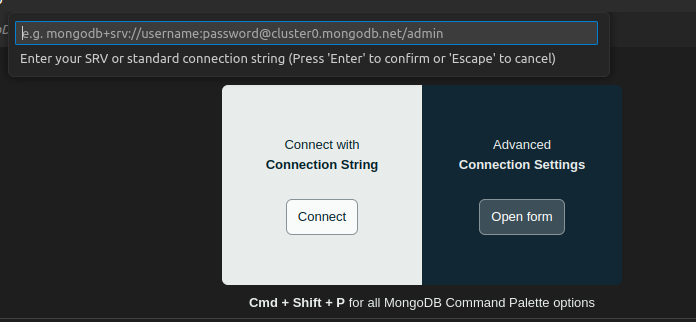 e.g. mongodb+srv://username:password@cluster0.mongodb.net/admin
Enter your SRV or standard connection string (Press 'Enter' to confirm or 'Escape' to cancel)
Connect with
Connection String
Connect
Advanced
Connection Settings
Open form
Cmd + Shift + P for all MongoDB Command Palette options